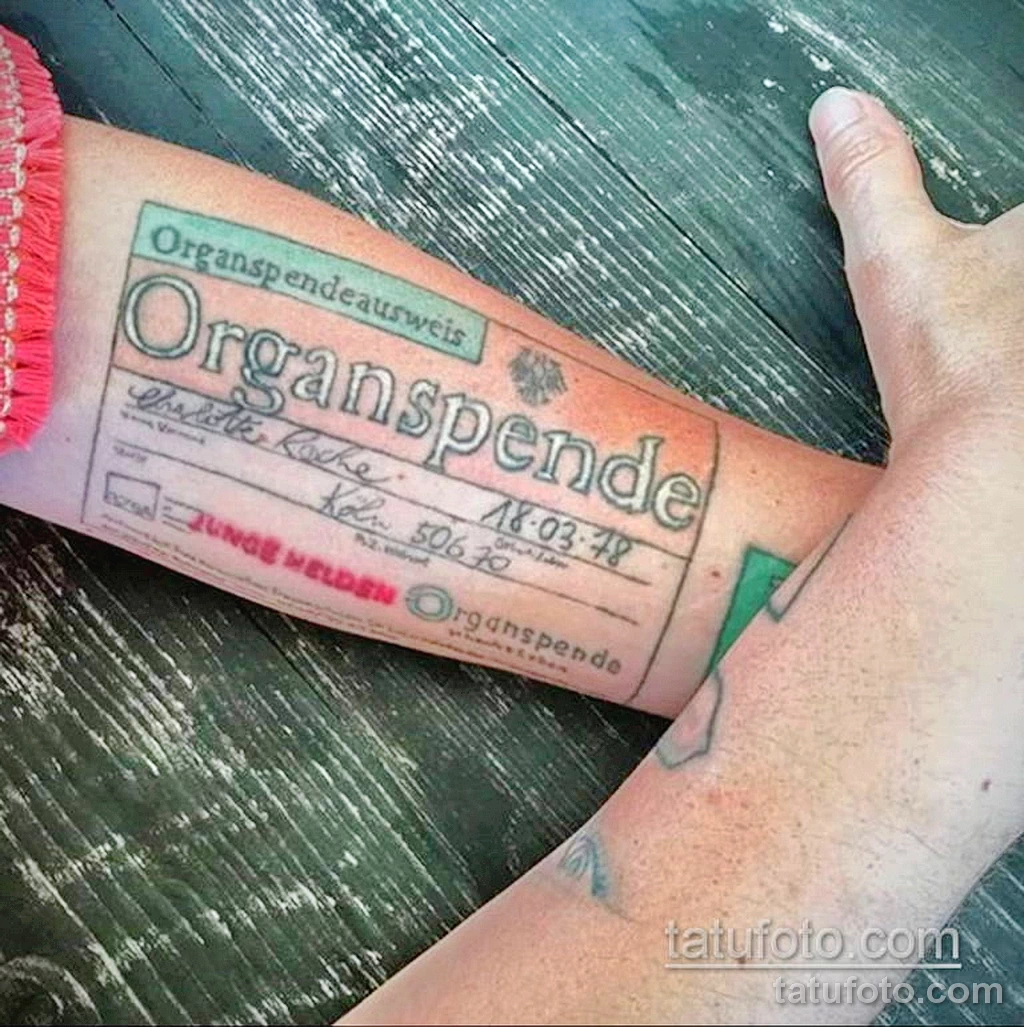 Organspendeausweis
Organspende
Charlotte Roche 18.03.78
Köln 50670
JUNGE HELDEN Organspende
tatufoto.com
tatufoto.com